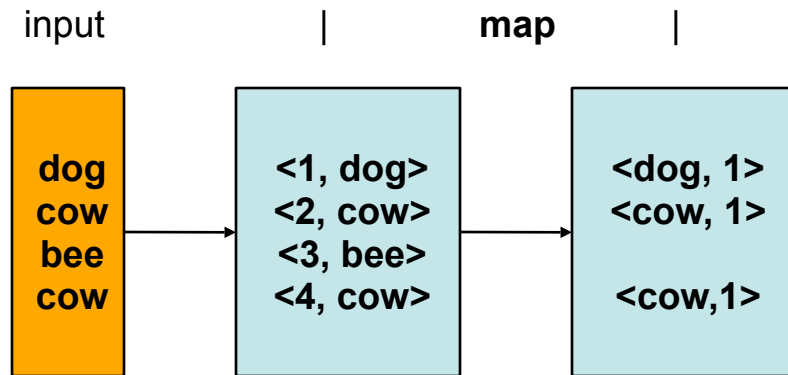 input | map |
dog
cow
bee
cow
<1, dog>
<2, cow>
<3, bee>
<4, cow>
<dog, 1>
<cow, 1>
<cow,1>